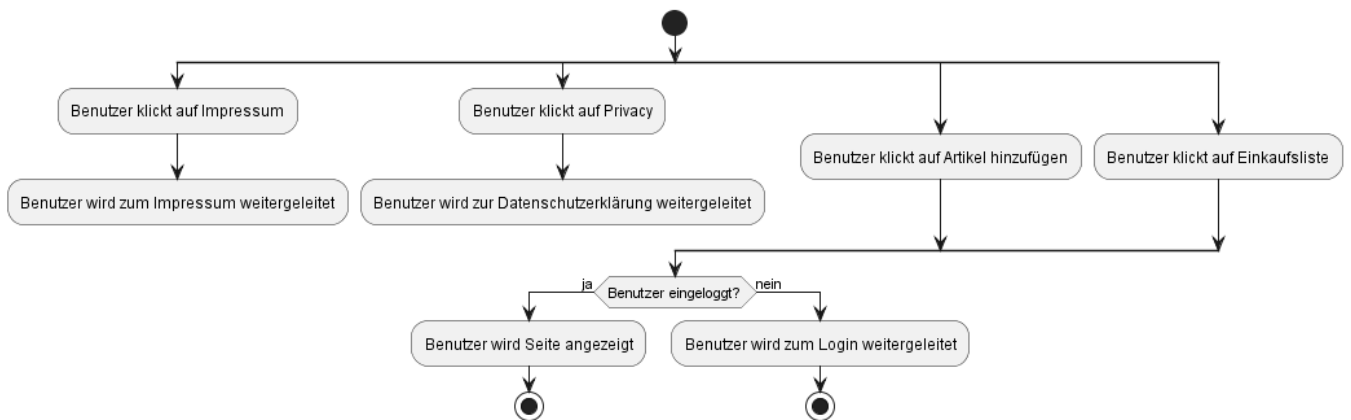 Benutzer klickt auf Impressum
Benutzer klickt auf Privacy
Benutzer klickt auf Artikel hinzufügen
Benutzer klickt auf Einkaufsliste
Benutzer wird zum Impressum weitergeleitet
Benutzer wird zur Datenschutzerklärung weitergeleitet
ja
Benutzer eingeloggt?
nein
Benutzer wird Seite angezeigt
Benutzer wird zum Login weitergeleitet